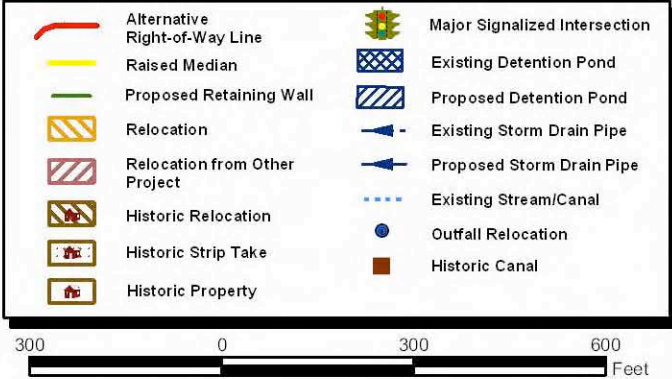 Alternative
Right-of-Way Line
Raised Median
Proposed Retaining Wall
Relocation
Relocation from Other
Project
Historic Relocation
Historic Strip Take
Historic Property
Major Signalized Intersection
Existing Detention Pond
Proposed Detention Pond
Existing Storm Drain Pipe
Proposed Storm Drain Pipe
Existing Stream/Canal
Outfall Relocation
Historic Canal
300 0 300 600
Feet